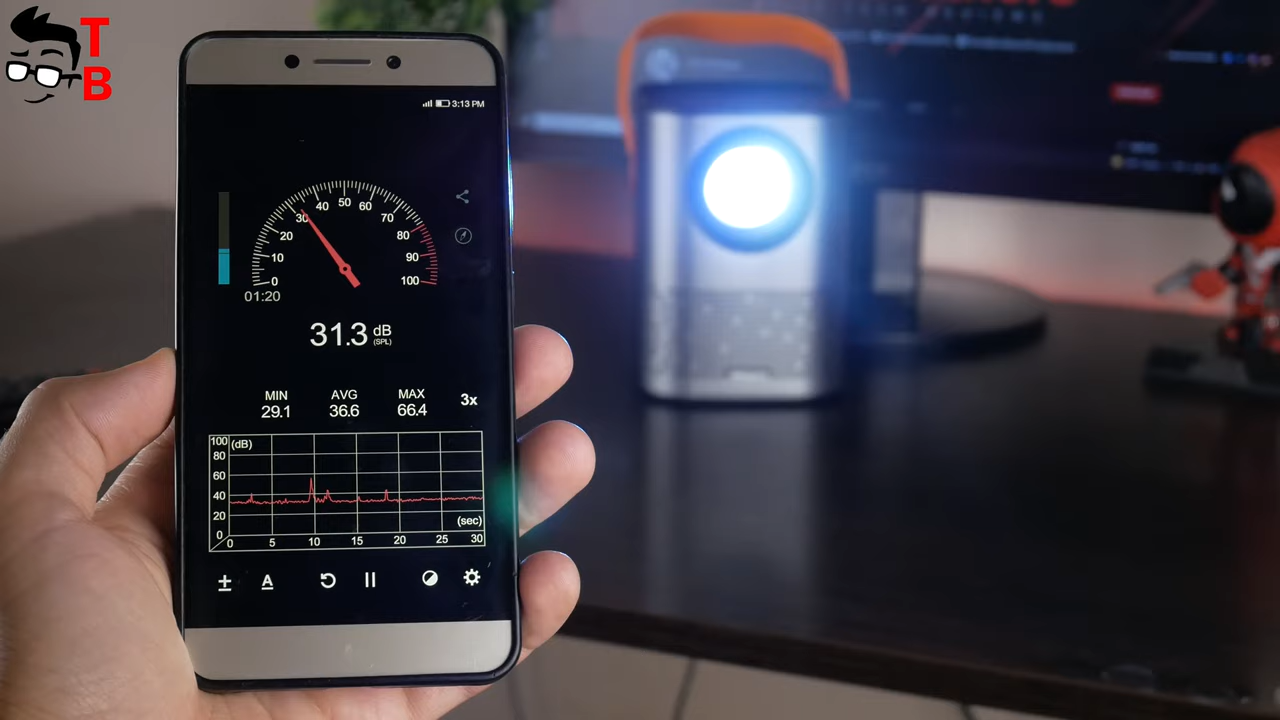 T
B
3:13 PM
0 10 20 30 40 50 60 70 80 90 100
01:20
31.3 dB
(SPL)
MIN AVG MAX 3x
29.1 36.6 66.4
100 (dB)
80
60
40
20
0
(sec)
0 5 10 15 20 25 30
A